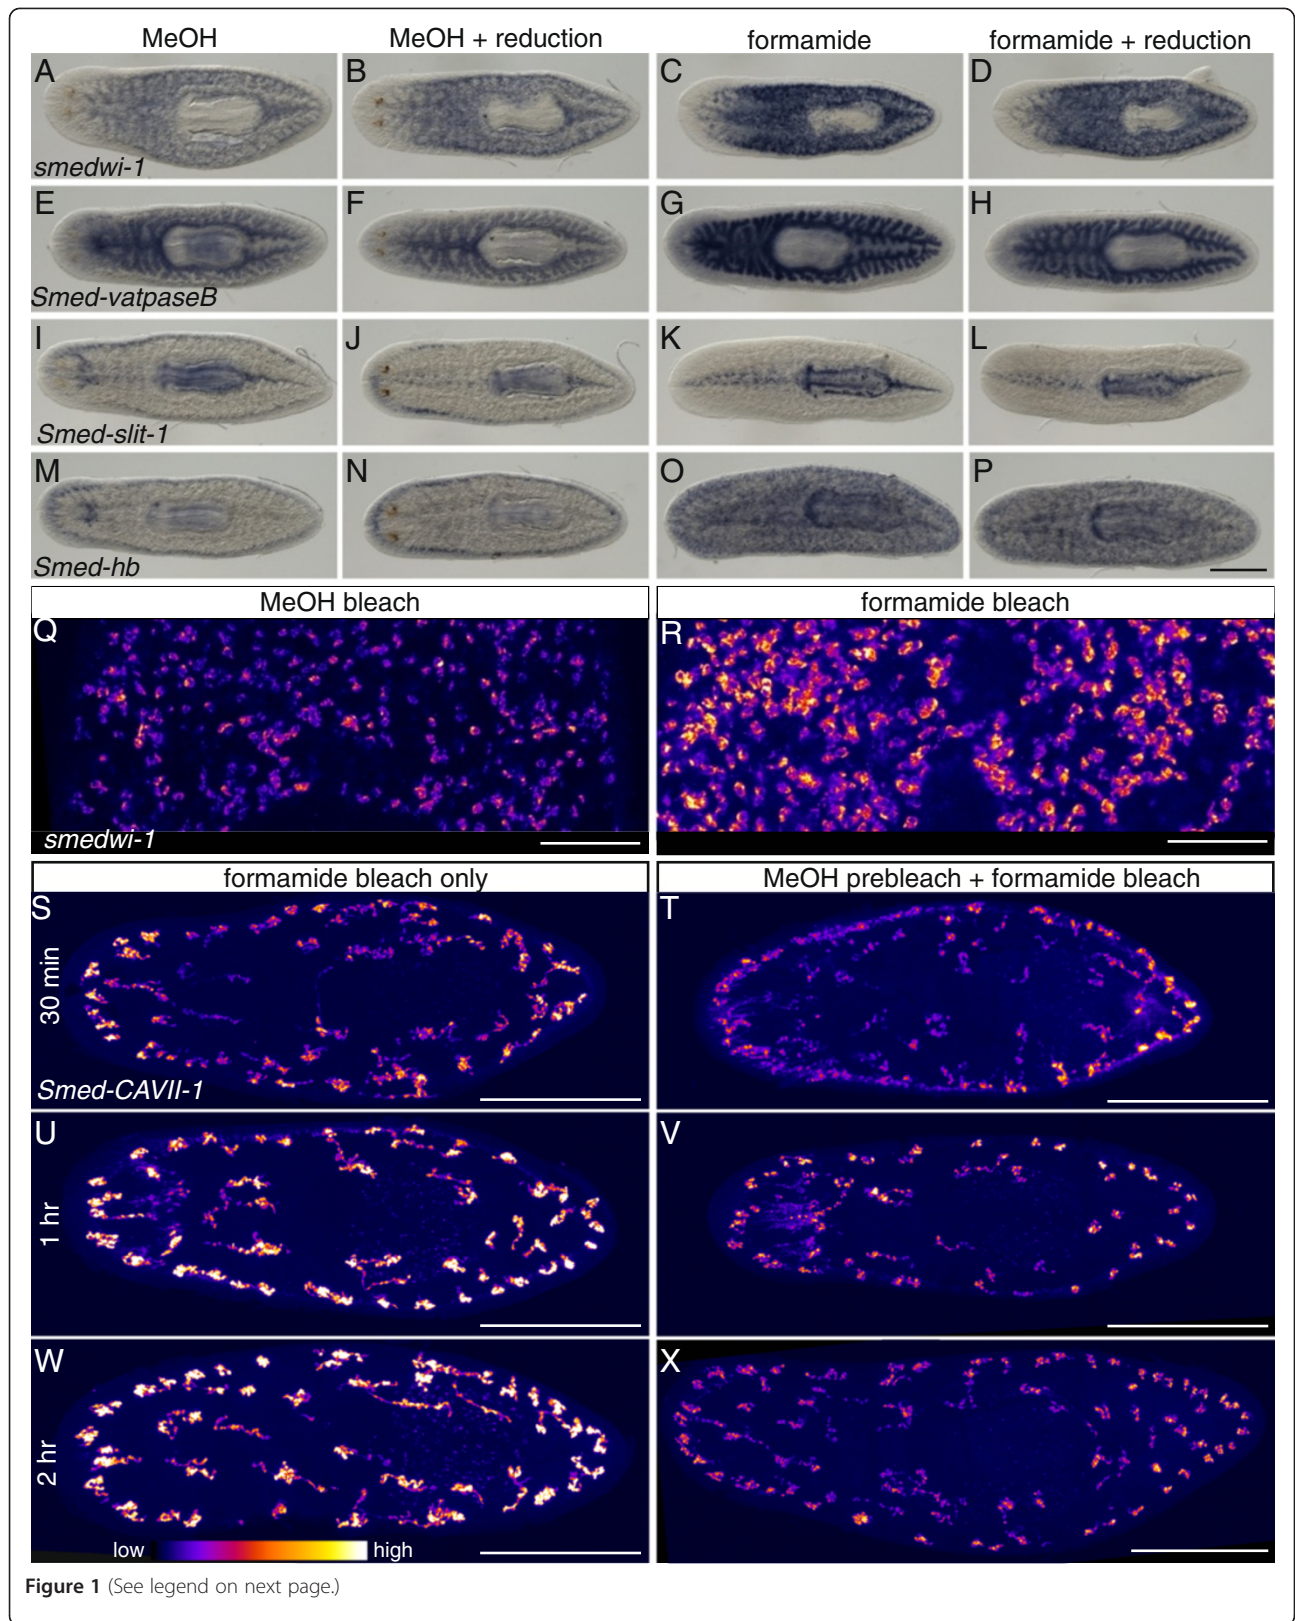 MeOH MeOH + reduction formamide formamide + reduction
A B C D
smedwi-1
E F G H
Smed-vatpaseB
I J K L
Smed-slit-1
M N O P
Smed-hb
MeOH bleach formamide bleach
Q R
smedwi-1
formamide bleach only MeOH prebleach + formamide bleach
S T
30 min
Smed-CAVII-1
U V
1 hr
W X
2 hr
low high
Figure 1 (See legend on next page.)